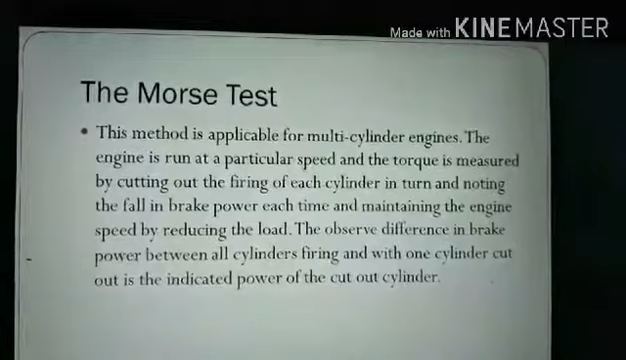 Made with KINEMASTER
The Morse Test
• This method is applicable for multi-cylinder engines. The
engine is run at a particular speed and the torque is measured
by cutting out the firing of each cylinder in turn and noting
the fall in brake power each time and maintaining the engine
speed by reducing the load. The observe difference in brake
power between all cylinders firing and with one cylinder cut
out is the indicated power of the cut out cylinder.